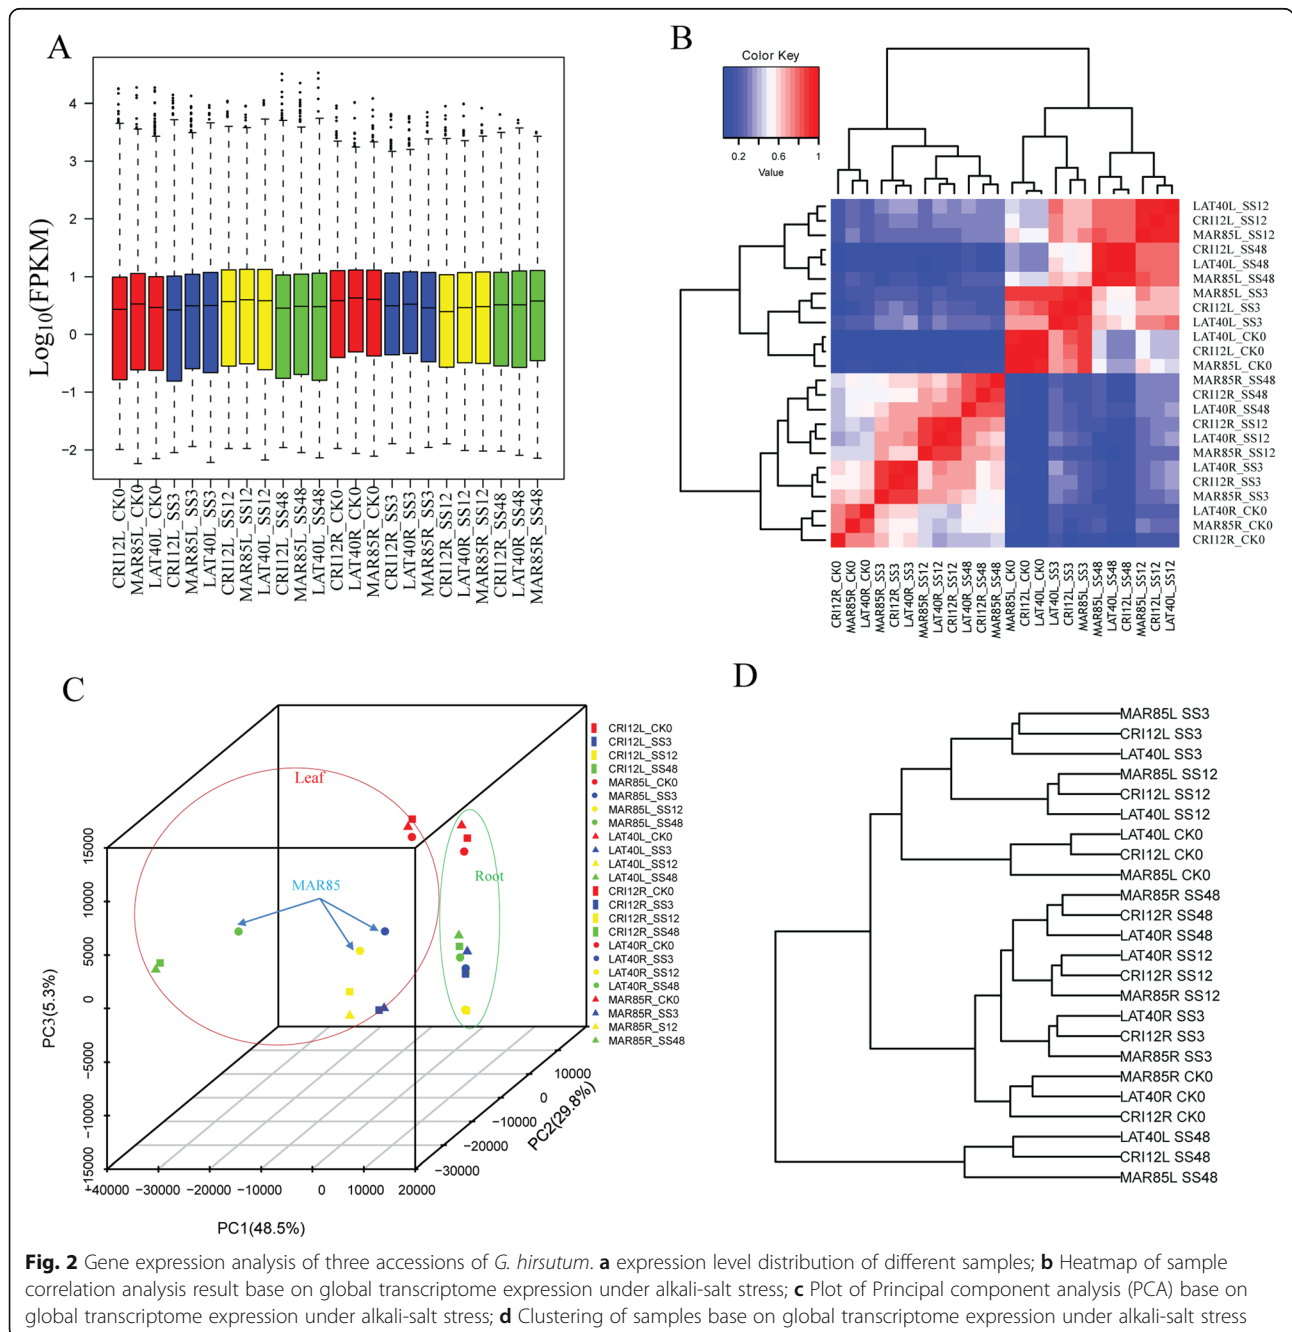 A
Log10(FPKM)
4
3
2
1
0
−1
−2
CRI12L_CK0
MAR85L_CK0
LAT40L_CK0
CRI12L_SS3
MAR85L_SS3
LAT40L_SS3
CRI12L_SS12
MAR85L_SS12
LAT40L_SS12
CRI12L_SS48
MAR85L_SS48
LAT40L_SS48
CRI12R_CK0
LAT40R_CK0
MAR85R_CK0
CRI12R_SS3
LAT40R_SS3
MAR85R_SS3
CRI12R_SS12
LAT40R_SS12
MAR85R_SS12
CRI12R_SS48
LAT40R_SS48
MAR85R_SS48
B
Color Key
0.2 0.6 1
Value
LAT40L_SS12
CRI12L_SS12
MAR85L_SS12
CRI12L_SS48
LAT40L_SS48
MAR85L_SS48
MAR85L_SS3
CRI12L_SS3
LAT40L_SS3
LAT40L_CK0
CRI12L_CK0
MAR85L_CK0
MAR85R_SS48
CRI12R_SS48
LAT40R_SS48
CRI12R_SS12
LAT40R_SS12
MAR85R_SS12
LAT40R_SS3
CRI12R_SS3
MAR85R_SS3
LAT40R_CK0
MAR85R_CK0
CRI12R_CK0
CRI12R_CK0
MAR85R_CK0
LAT40R_CK0
MAR85R_SS3
CRI12R_SS3
LAT40R_SS3
MAR85R_SS12
LAT40R_SS12
CRI12R_SS12
LAT40R_SS48
CRI12R_SS48
MAR85R_SS48
MAR85L_CK0
CRI12L_CK0
LAT40L_CK0
LAT40L_SS3
CRI12L_SS3
MAR85L_SS3
MAR85L_SS48
LAT40L_SS48
CRI12L_SS48
MAR85L_SS12
CRI12L_SS12
LAT40L_SS12
C
Leaf
MAR85
Root
PC3(5.3%)
15000
10000
5000
0
−5000
−10000
−15000
−40000 −30000 −20000 −10000 0 10000 20000
PC1(48.5%)
−30000
−20000
−10000
0
10000
PC2(29.8%)
CRI12L_CK0
CRI12L_SS3
CRI12L_SS12
CRI12L_SS48
MAR85L_CK0
MAR85L_SS3
MAR85L_SS12
MAR85L_SS48
LAT40L_CK0
LAT40L_SS3
LAT40L_SS12
LAT40L_SS48
CRI12R_CK0
CRI12R_SS3
CRI12R_SS12
CRI12R_SS48
LAT40R_CK0
LAT40R_SS3
LAT40R_SS12
LAT40R_SS48
MAR85R_CK0
MAR85R_SS3
MAR85R_S12
MAR85R_SS48
D
MAR85L SS3
CRI12L SS3
LAT40L SS3
MAR85L SS12
CRI12L SS12
LAT40L SS12
LAT40L CK0
CRI12L CK0
MAR85L CK0
MAR85R SS48
CRI12R SS48
LAT40R SS48
LAT40R SS12
CRI12R SS12
MAR85R SS12
LAT40R SS3
CRI12R SS3
MAR85R SS3
MAR85R CK0
LAT40R CK0
CRI12R CK0
LAT40L SS48
CRI12L SS48
MAR85L SS48
Fig. 2 Gene expression analysis of three accessions of G. hirsutum. a expression level distribution of different samples; b Heatmap of sample
correlation analysis result base on global transcriptome expression under alkali-salt stress; c Plot of Principal component analysis (PCA) base on
global transcriptome expression under alkali-salt stress; d Clustering of samples base on global transcriptome expression under alkali-salt stress